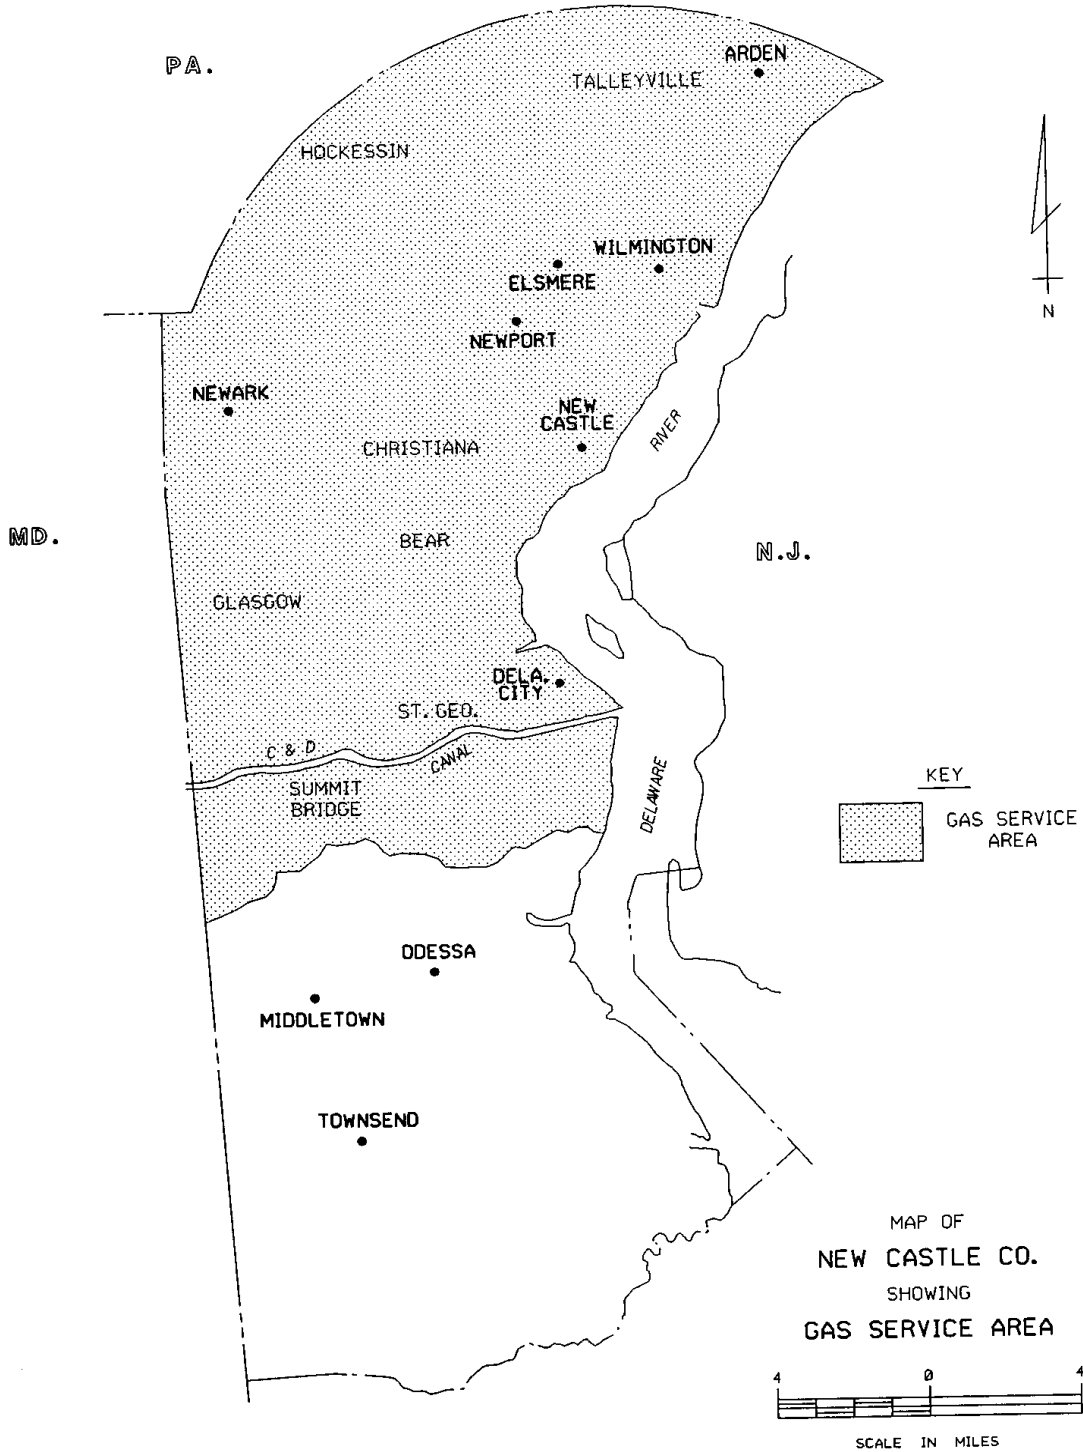 PA.
ARDEN
TALLEYVILLE
HOCKESSIN
WILMINGTON
ELSMERE
NEWPORT
N
NEWARK
NEW
CASTLE
RIVER
CHRISTIANA
MD.
BEAR
N.J.
GLASGOW
DELA.
CITY
ST. GEO.
C & D
CANAL
SUMMIT
BRIDGE
DELAWARE
KEY
GAS SERVICE
AREA
ODESSA
MIDDLETOWN
TOWNSEND
MAP OF
NEW CASTLE CO.
SHOWING
GAS SERVICE AREA
4 0 4
SCALE IN MILES